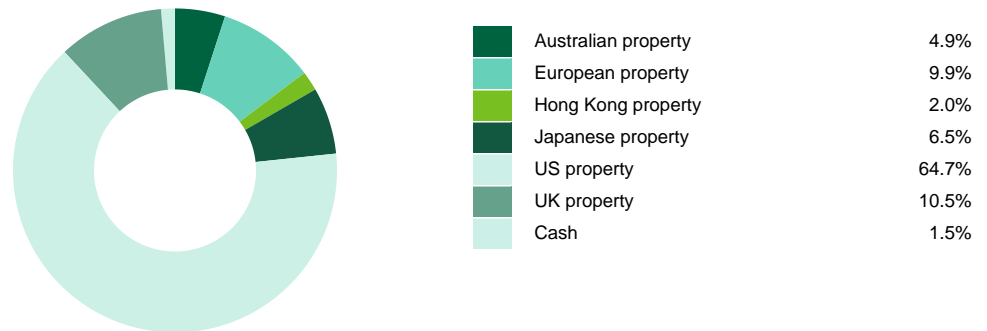 Australian property 4.9%
European property 9.9%
Hong Kong property 2.0%
Japanese property 6.5%
US property 64.7%
UK property 10.5%
Cash 1.5%